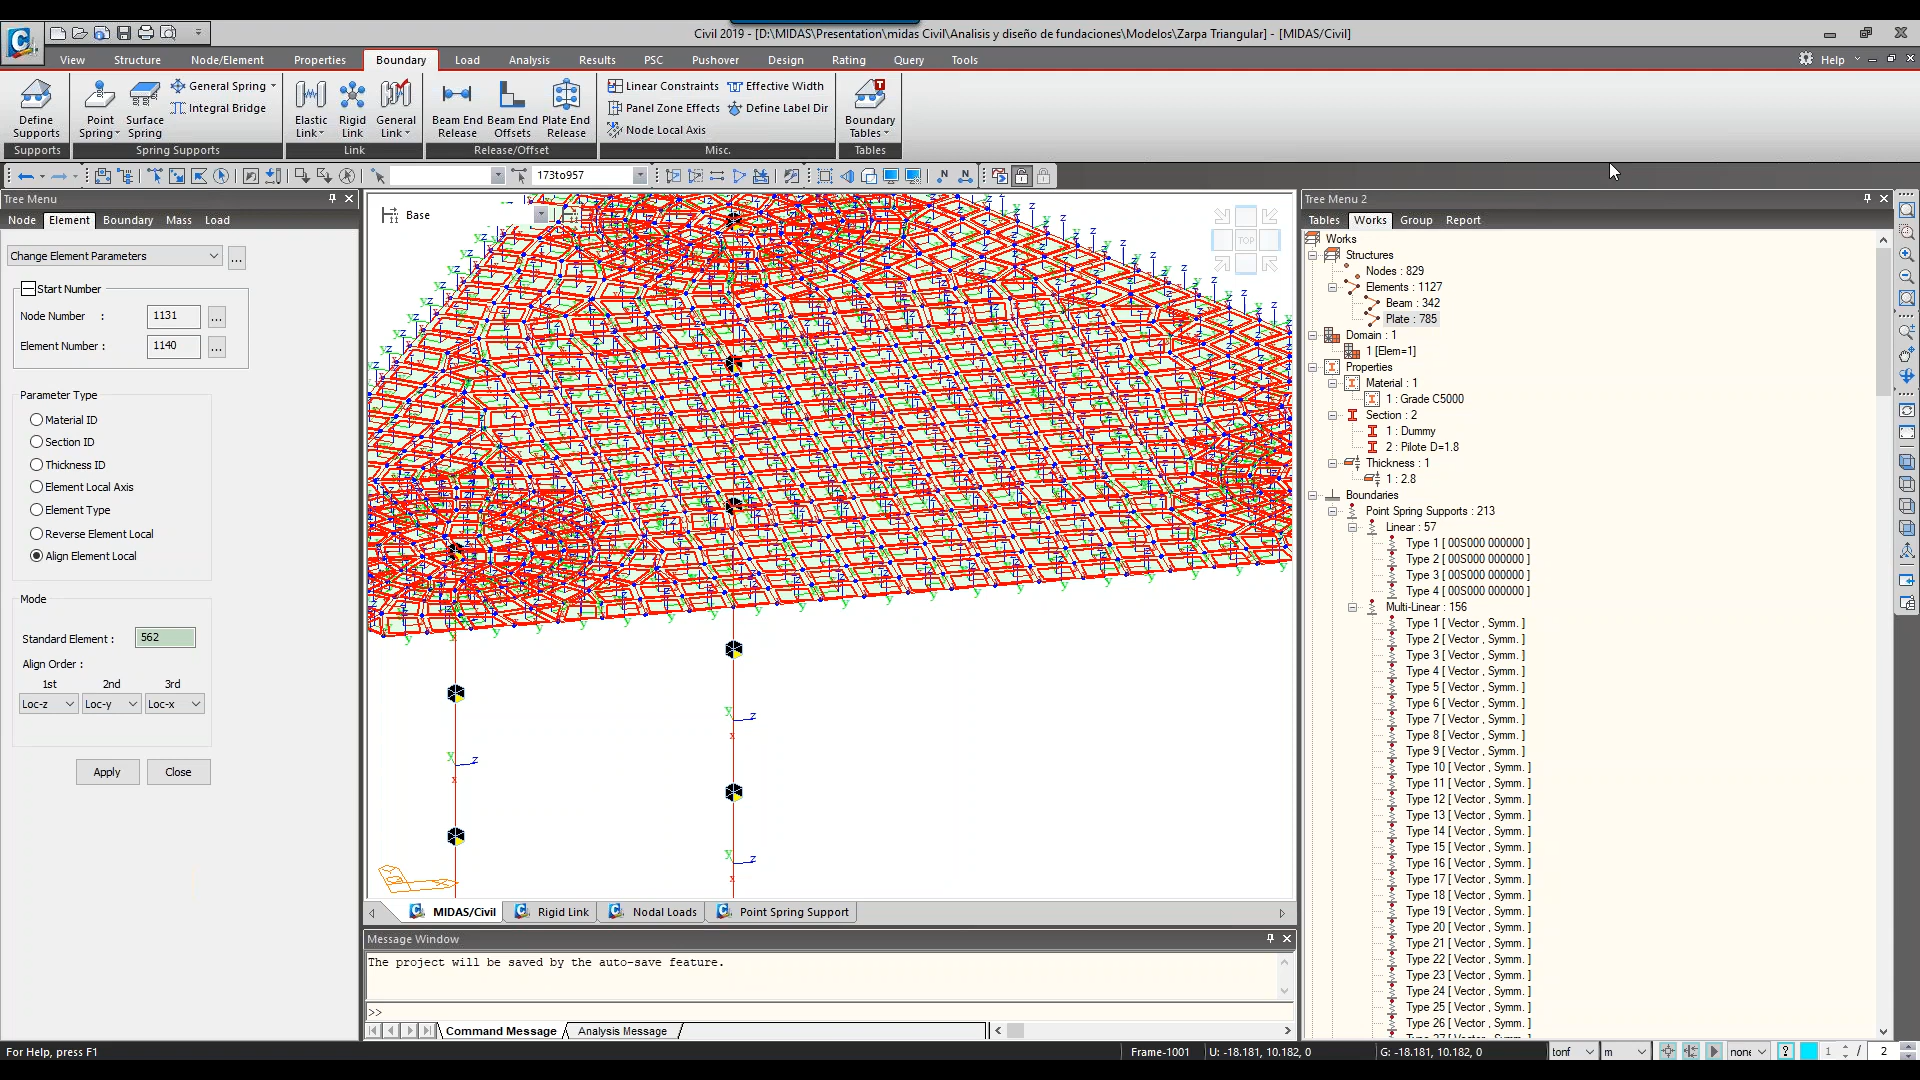 Civil 2019 - [D:\MIDAS\Presentation\midas Civil\Analisis y diseño de fundaciones\Modelos\Zarpa Triangular] - [MIDAS/Civil]
View Structure Node/Element Properties Boundary Load Analysis Results PSC Pushover Design Rating Query Tools Help
Define Supports
Point Spring
Surface Spring
General Spring
Integral Bridge
Elastic Link
Rigid Link
General Link
Beam End Release
Beam End Offsets
Plate End Release
Linear Constraints
Effective Width
Panel Zone Effects
Define Label Dir
Node Local Axis
Boundary Tables
Supports Spring Supports Link Release/Offset Misc. Tables
173to957
Tree Menu
Node Element Boundary Mass Load
Change Element Parameters
...
Start Number
Node Number : 1131 ...
Element Number : 1140 ...
Parameter Type
Material ID
Section ID
Thickness ID
Element Local Axis
Element Type
Reverse Element Local
Align Element Local
Mode
Standard Element : 562
Align Order :
1st 2nd 3rd
Loc-z Loc-y Loc-x
Apply Close
Base
TOP
MIDAS/Civil Rigid Link Nodal Loads Point Spring Support
Message Window
The project will be saved by the auto-save feature.
>>
Command Message Analysis Message
Tree Menu 2
Tables Works Group Report
Works
Structures
Nodes : 829
Elements : 1127
Beam : 342
Plate : 785
Domain : 1
1 [Elem=1]
Properties
Material : 1
1 : Grade C5000
Section : 2
1 : Dummy
2 : Pilote D=1.8
Thickness : 1
1 : 2.8
Boundaries
Point Spring Supports : 213
Linear : 57
Type 1 [ 00S000 000000 ]
Type 2 [ 00S000 000000 ]
Type 3 [ 00S000 000000 ]
Type 4 [ 00S000 000000 ]
Multi-Linear : 156
Type 1 [ Vector , Symm. ]
Type 2 [ Vector , Symm. ]
Type 3 [ Vector , Symm. ]
Type 4 [ Vector , Symm. ]
Type 5 [ Vector , Symm. ]
Type 6 [ Vector , Symm. ]
Type 7 [ Vector , Symm. ]
Type 8 [ Vector , Symm. ]
Type 9 [ Vector , Symm. ]
Type 10 [ Vector , Symm. ]
Type 11 [ Vector , Symm. ]
Type 12 [ Vector , Symm. ]
Type 13 [ Vector , Symm. ]
Type 14 [ Vector , Symm. ]
Type 15 [ Vector , Symm. ]
Type 16 [ Vector , Symm. ]
Type 17 [ Vector , Symm. ]
Type 18 [ Vector , Symm. ]
Type 19 [ Vector , Symm. ]
Type 20 [ Vector , Symm. ]
Type 21 [ Vector , Symm. ]
Type 22 [ Vector , Symm. ]
Type 23 [ Vector , Symm. ]
Type 24 [ Vector , Symm. ]
Type 25 [ Vector , Symm. ]
Type 26 [ Vector , Symm. ]
For Help, press F1
Frame-1001 U: -18.181, 10.182, 0 G: -18.181, 10.182, 0 tonf m none ? 1 / 2